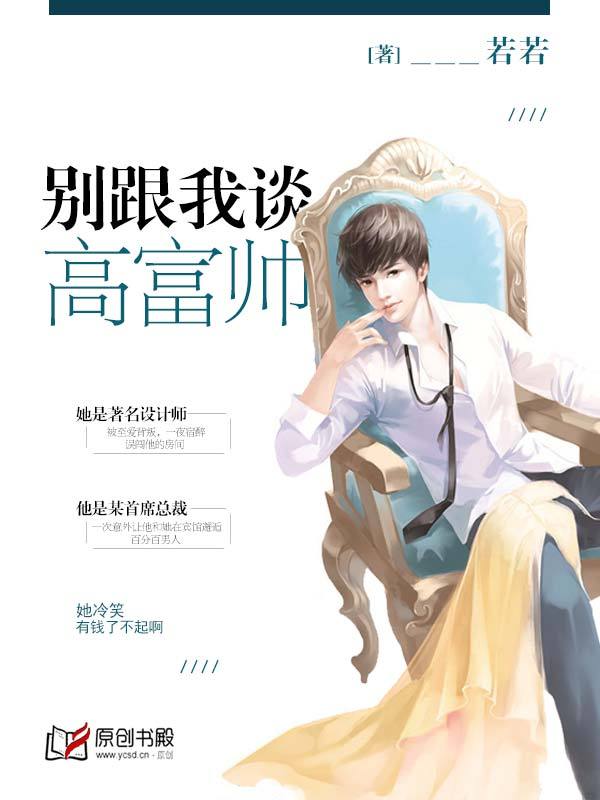 [著]＿＿＿若若
别跟我谈
高富帅
她是著名设计师
被至爱背叛，一夜宿醉
误闯他的房间
他是某首席总裁
一次意外让他和她在宾馆邂逅
百分百男人
她冷笑
有钱了不起啊
原创书殿
www.ycsd.cn - 原创